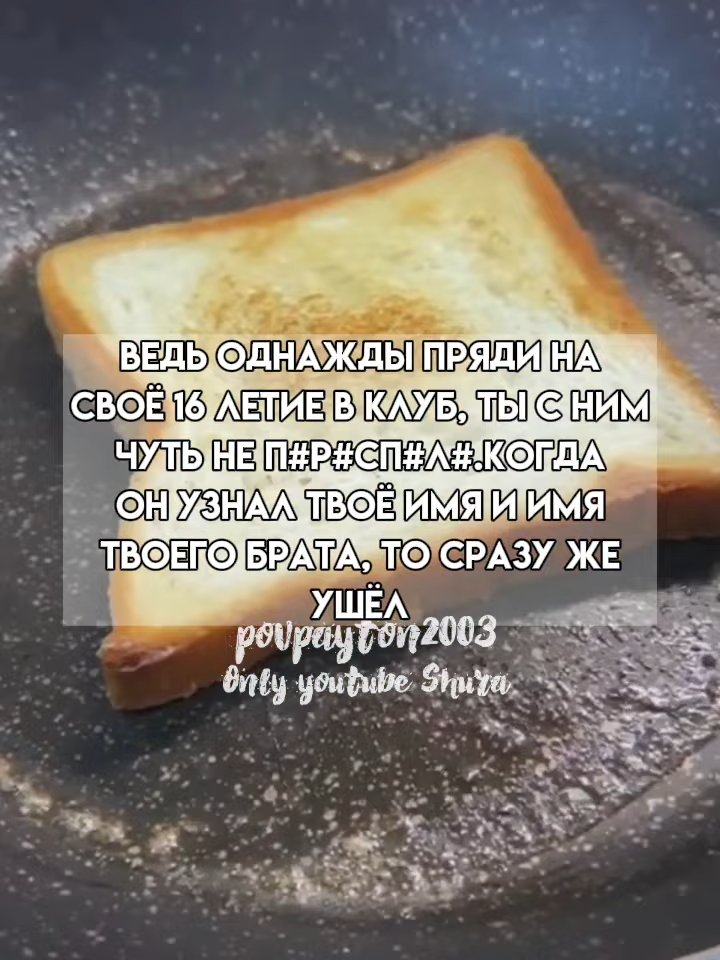 ВЕДЬ ОДНАЖДЫ ПРЯДИ НА
СВОЁ 16 ЛЕТИЕ В КЛУБ, ТЫ С НИМ
ЧУТЬ НЕ П#Р#СП#Л#.КОГДА
ОН УЗНАЛ ТВОЁ ИМЯ И ИМЯ
ТВОЕГО БРАТА, ТО СРАЗУ ЖЕ
УШЁЛ
povpayton2003
Only youtube Shura